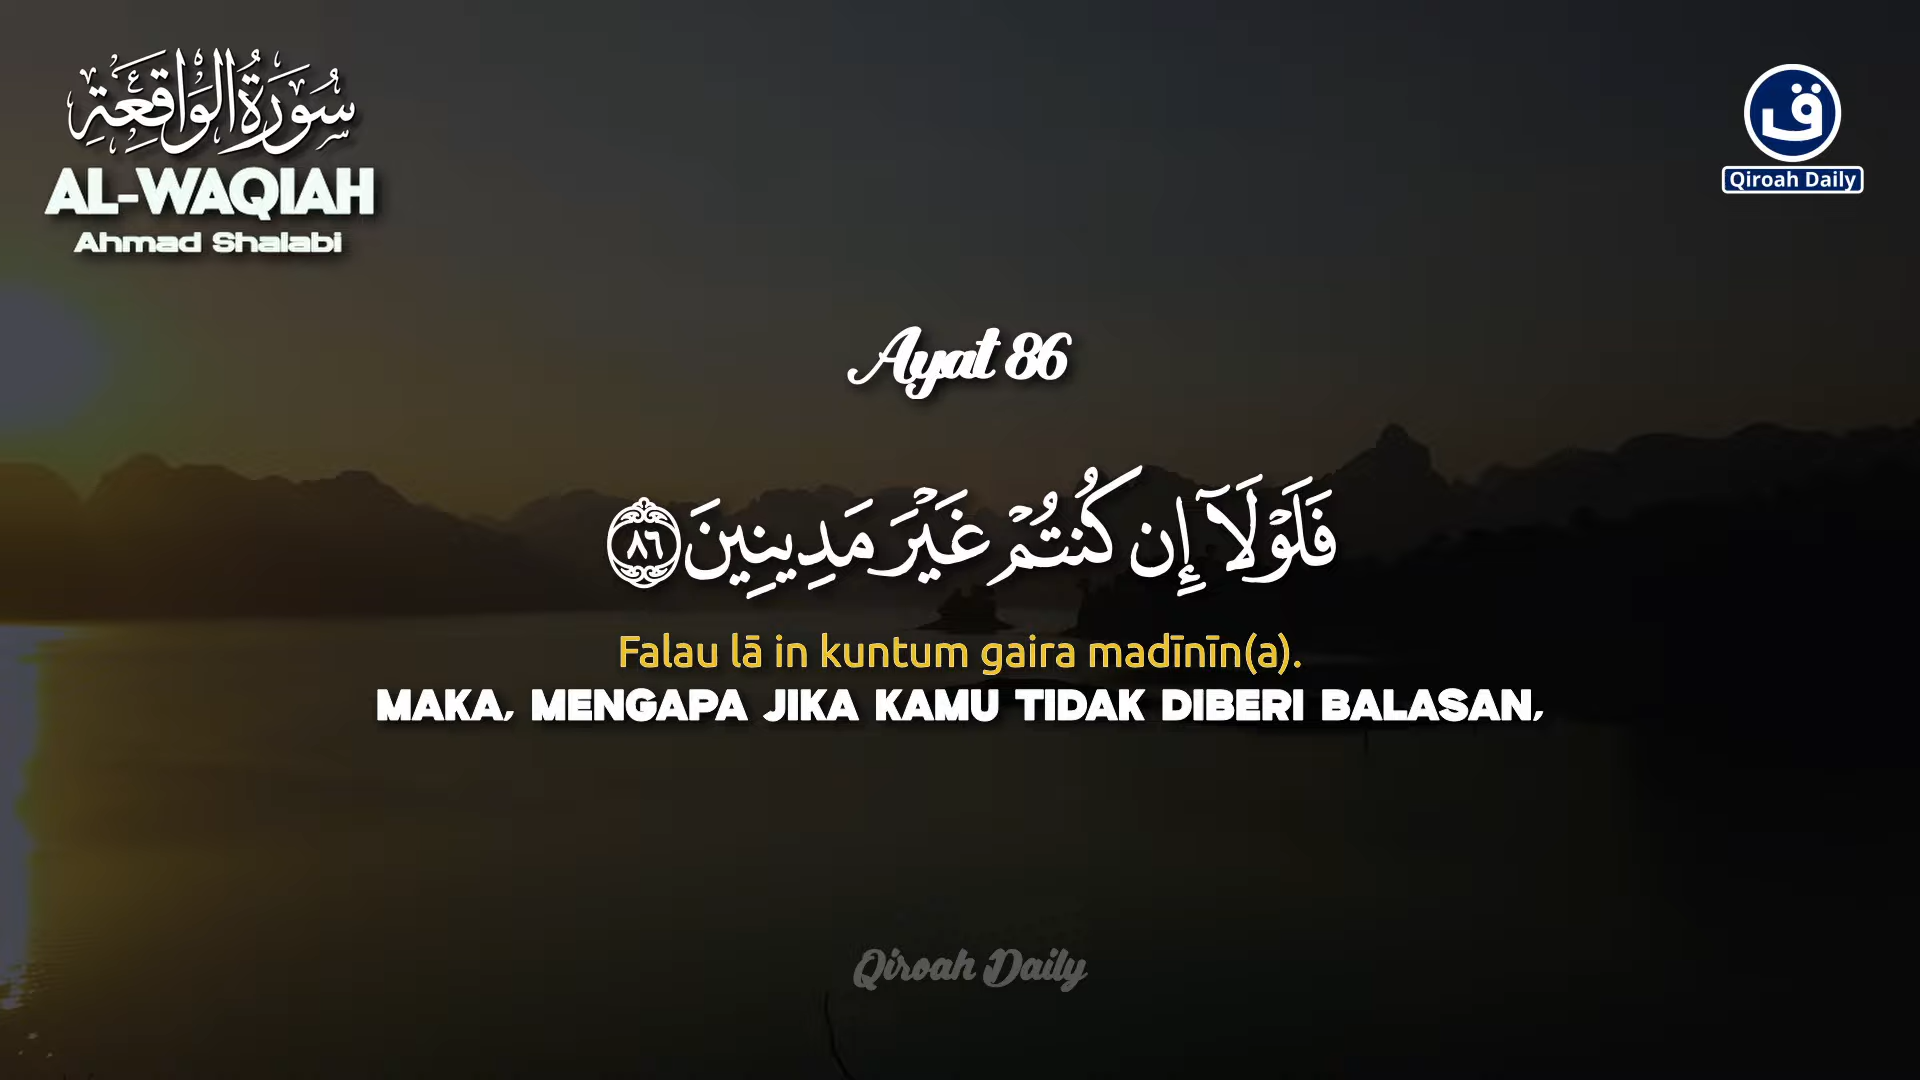 سُورَةُ الْوَاقِعَةِ
AL-WAQIAH
Ahmad Shalabi
ق
Qiroah Daily
Ayat 86
فَلَوْلَآ إِن كُنتُمْ غَيْرَ مَدِينِينَ ٨٦
Falau lā in kuntum gaira madīnīn(a).
MAKA, MENGAPA JIKA KAMU TIDAK DIBERI BALASAN,
Qiroah Daily